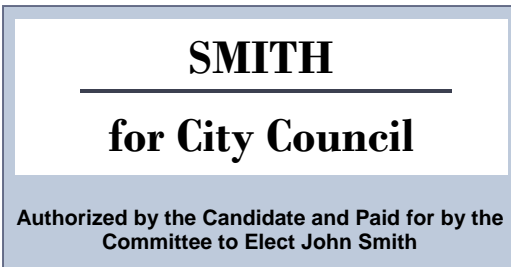 SMITH
for City Council
Authorized by the Candidate and Paid for by the
Committee to Elect John Smith